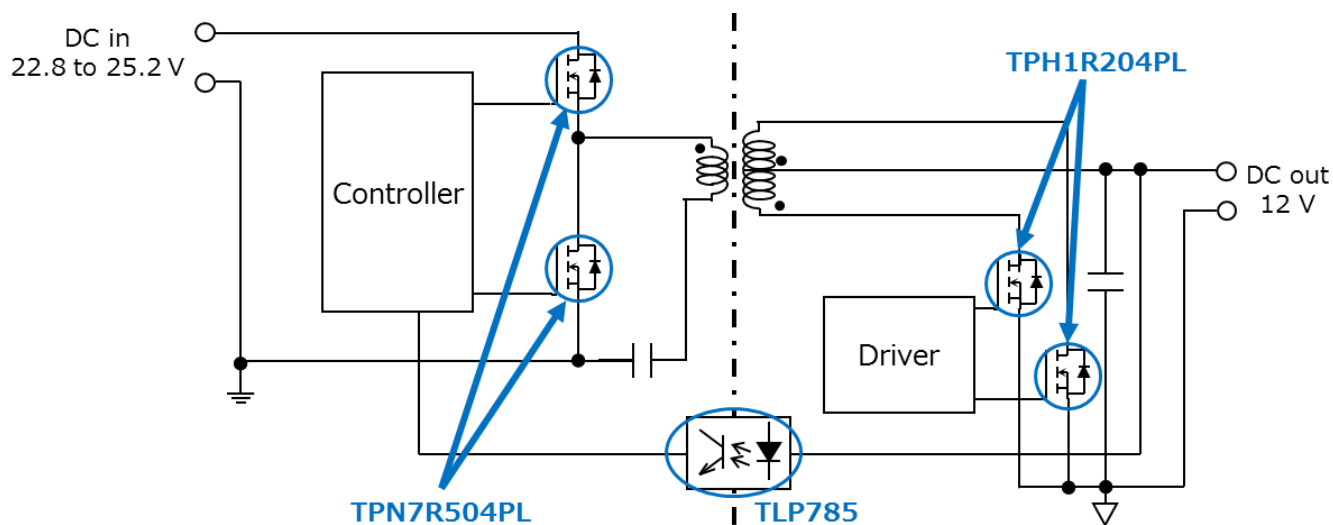 DC in
22.8 to 25.2 V
TPH1R204PL
Controller
DC out
12 V
Driver
TPN7R504PL
TLP785